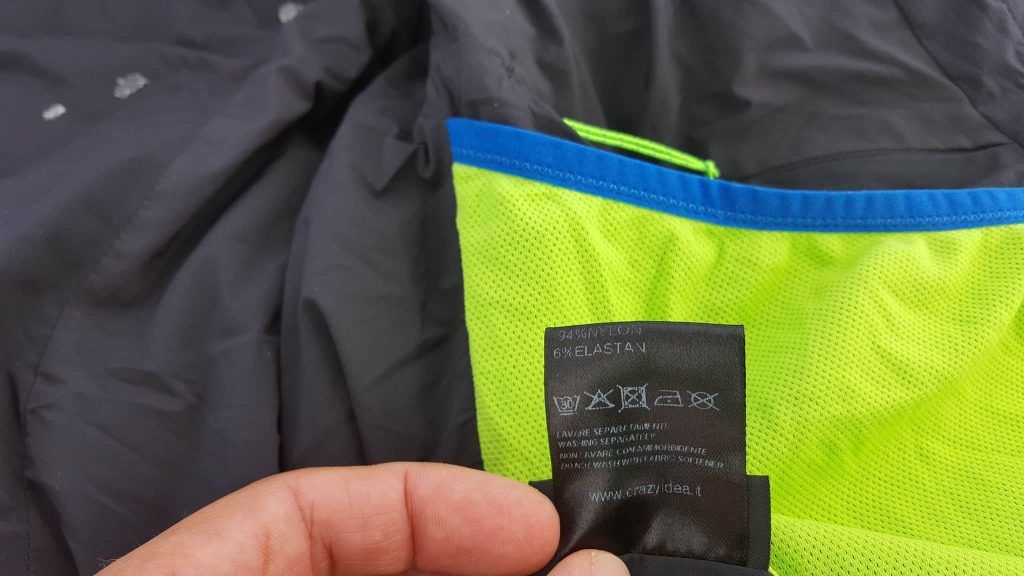 94%NYLON
6%ELASTAN
30
LAVARE SEPARATAMENTE
WASHING SEPARATELY
NON LAVARE CON AMMORBIDENTE
DO NOT WASH WITH FABRIC SOFTENER
www.crazyidea.it